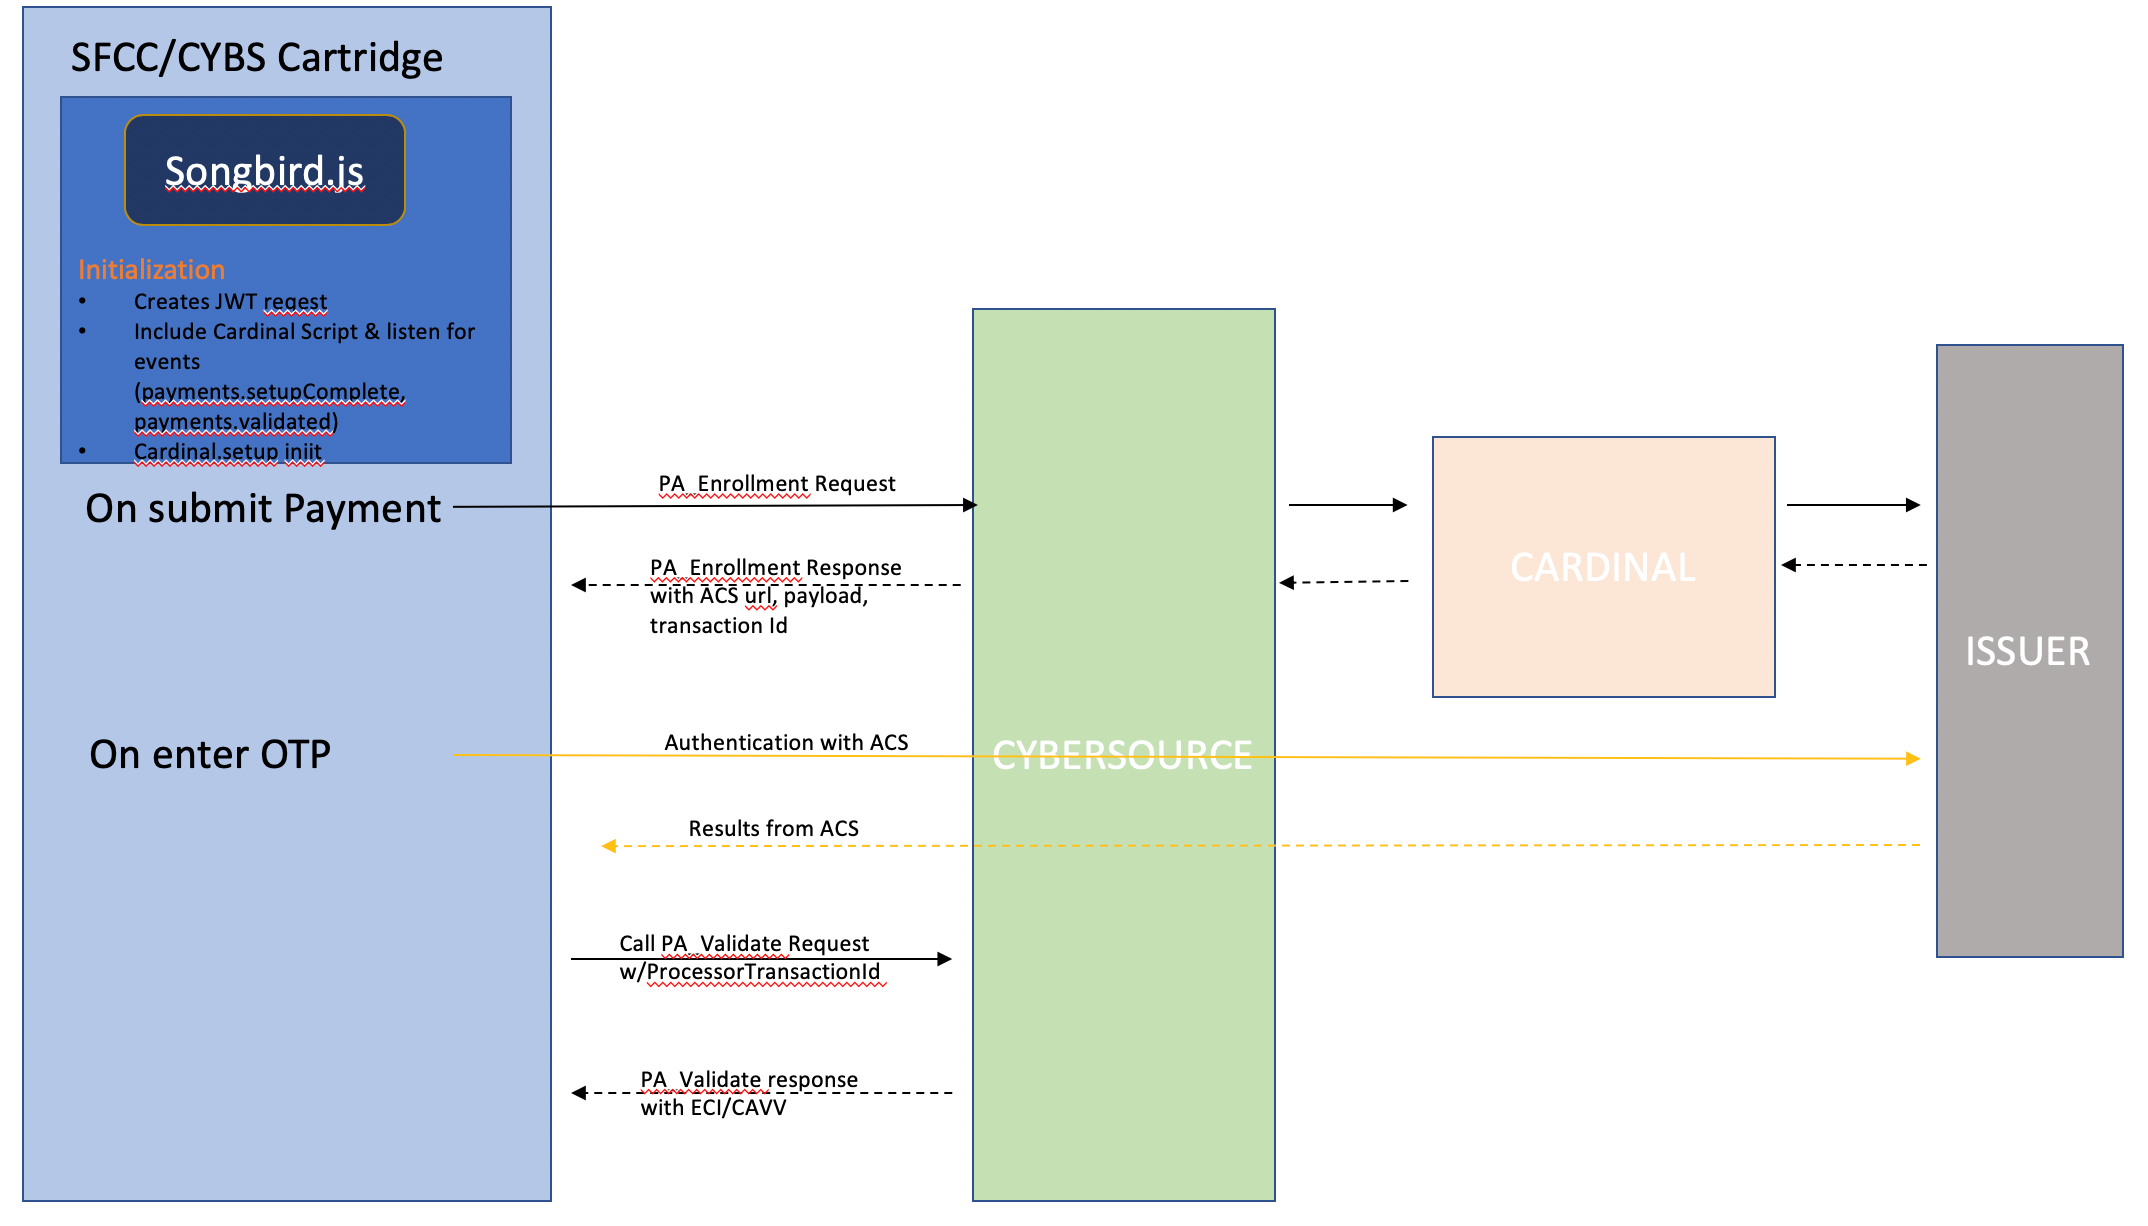 SFCC/CYBS Cartridge
Songbird.js
Initialization
• Creates JWT reqest
• Include Cardinal Script & listen for
events
(payments.setupComplete,
payments.validated)
• Cardinal.setup iniit
On submit Payment
PA_Enrollment Request
PA_Enrollment Response
with ACS url, payload,
transaction Id
CARDINAL
ISSUER
On enter OTP
Authentication with ACS
CYBERSOURCE
Results from ACS
Call PA_Validate Request
w/ProcessorTransactionId
PA_Validate response
with ECI/CAVV